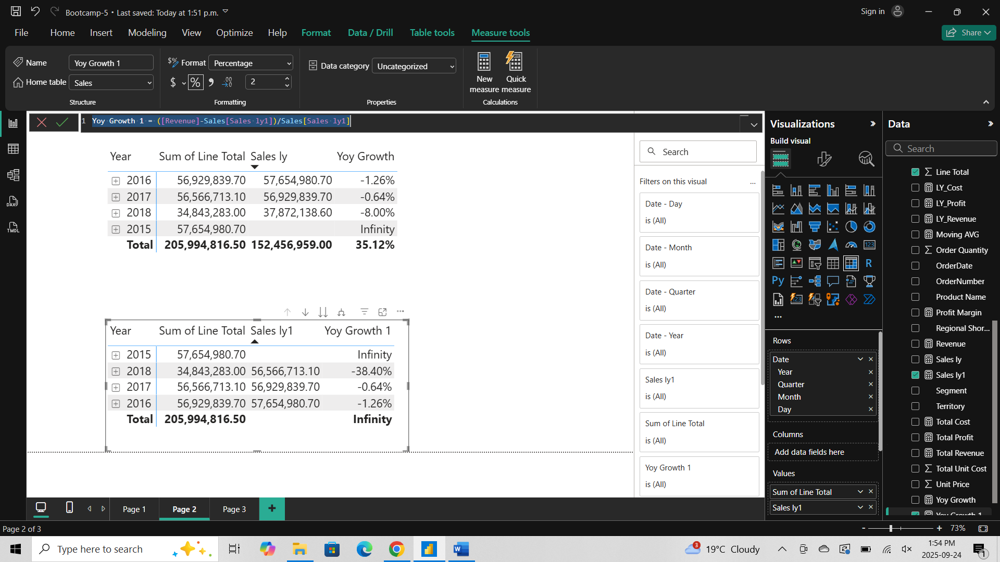 Bootcamp-5 • Last saved: Today at 1:51 p.m.
Sign in
File Home Insert Modeling View Optimize Help Format Data / Drill Table tools Measure tools
Share
Name Yoy Growth 1
Home table Sales
Structure
Format Percentage
$ % 2
Formatting
Data category Uncategorized
Properties
New measure
Quick measure
Calculations
1 Yoy Growth 1 = ([Revenue]-Sales[Sales ly1])/Sales[Sales ly1]
Year Sum of Line Total Sales ly Yoy Growth
2016 56,929,839.70 57,654,980.70 -1.26%
2017 56,566,713.10 56,929,839.70 -0.64%
2018 34,843,283.00 37,872,138.60 -8.00%
2015 57,654,980.70 Infinity
Total 205,994,816.50 152,456,959.00 35.12%
Year Sum of Line Total Sales ly1 Yoy Growth 1
2015 57,654,980.70 Infinity
2018 34,843,283.00 56,566,713.10 -38.40%
2017 56,566,713.10 56,929,839.70 -0.64%
2016 56,929,839.70 57,654,980.70 -1.26%
Total 205,994,816.50 Infinity
Search
Filters on this visual ...
Date - Day
is (All)
Date - Month
is (All)
Date - Quarter
is (All)
Date - Year
is (All)
Sales ly1
is (All)
Sum of Line Total
is (All)
Yoy Growth 1
is (All)
Visualizations
Build visual
123
R
Py
123
...
Rows
Date
Year
Quarter
Month
Day
Columns
Add data fields here
Values
Sum of Line Total
Sales ly1
Data
Search
Line Total
LY_Cost
LY_Profit
LY_Revenue
Moving AVG
Order Quantity
OrderDate
OrderNumber
Product Name
Profit Margin
Regional Shor...
Revenue
Sales ly
Sales ly1
Segment
Territory
Total Cost
Total Profit
Total Revenue
Total Unit Cost
Unit Price
Yoy Growth
Yoy Growth 1
DAX
TMDL
Page 1 Page 2 Page 3 +
Page 2 of 3
- + 73%
Type here to search
W
3
19°C Cloudy
1:54 PM
2025-09-24
1